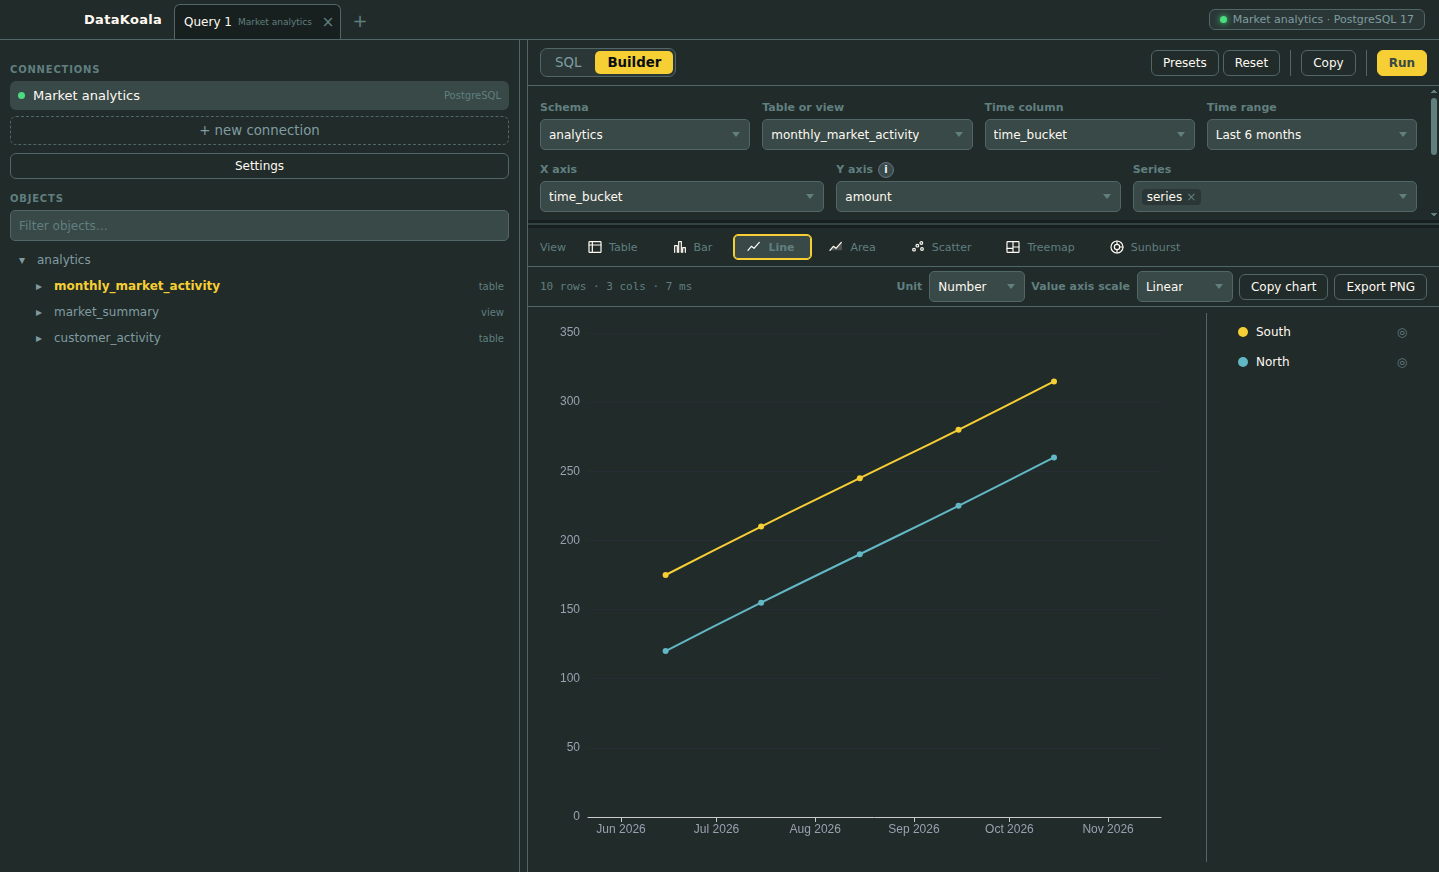 DataKoala
Query 1 Market analytics × +
Market analytics · PostgreSQL 17
CONNECTIONS
Market analytics PostgreSQL
+ new connection
Settings
OBJECTS
Filter objects…
analytics
monthly_market_activity table
market_summary view
customer_activity table
SQL Builder
Presets Reset Copy Run
Schema Table or view Time column Time range
analytics monthly_market_activity time_bucket Last 6 months
X axis Y axis i Series
time_bucket amount series ×
View Table Bar Line Area Scatter Treemap Sunburst
10 rows · 3 cols · 7 ms Unit Number Value axis scale Linear Copy chart Export PNG
350
300
250
200
150
100
50
0
Jun 2026 Jul 2026 Aug 2026 Sep 2026 Oct 2026 Nov 2026
South
North